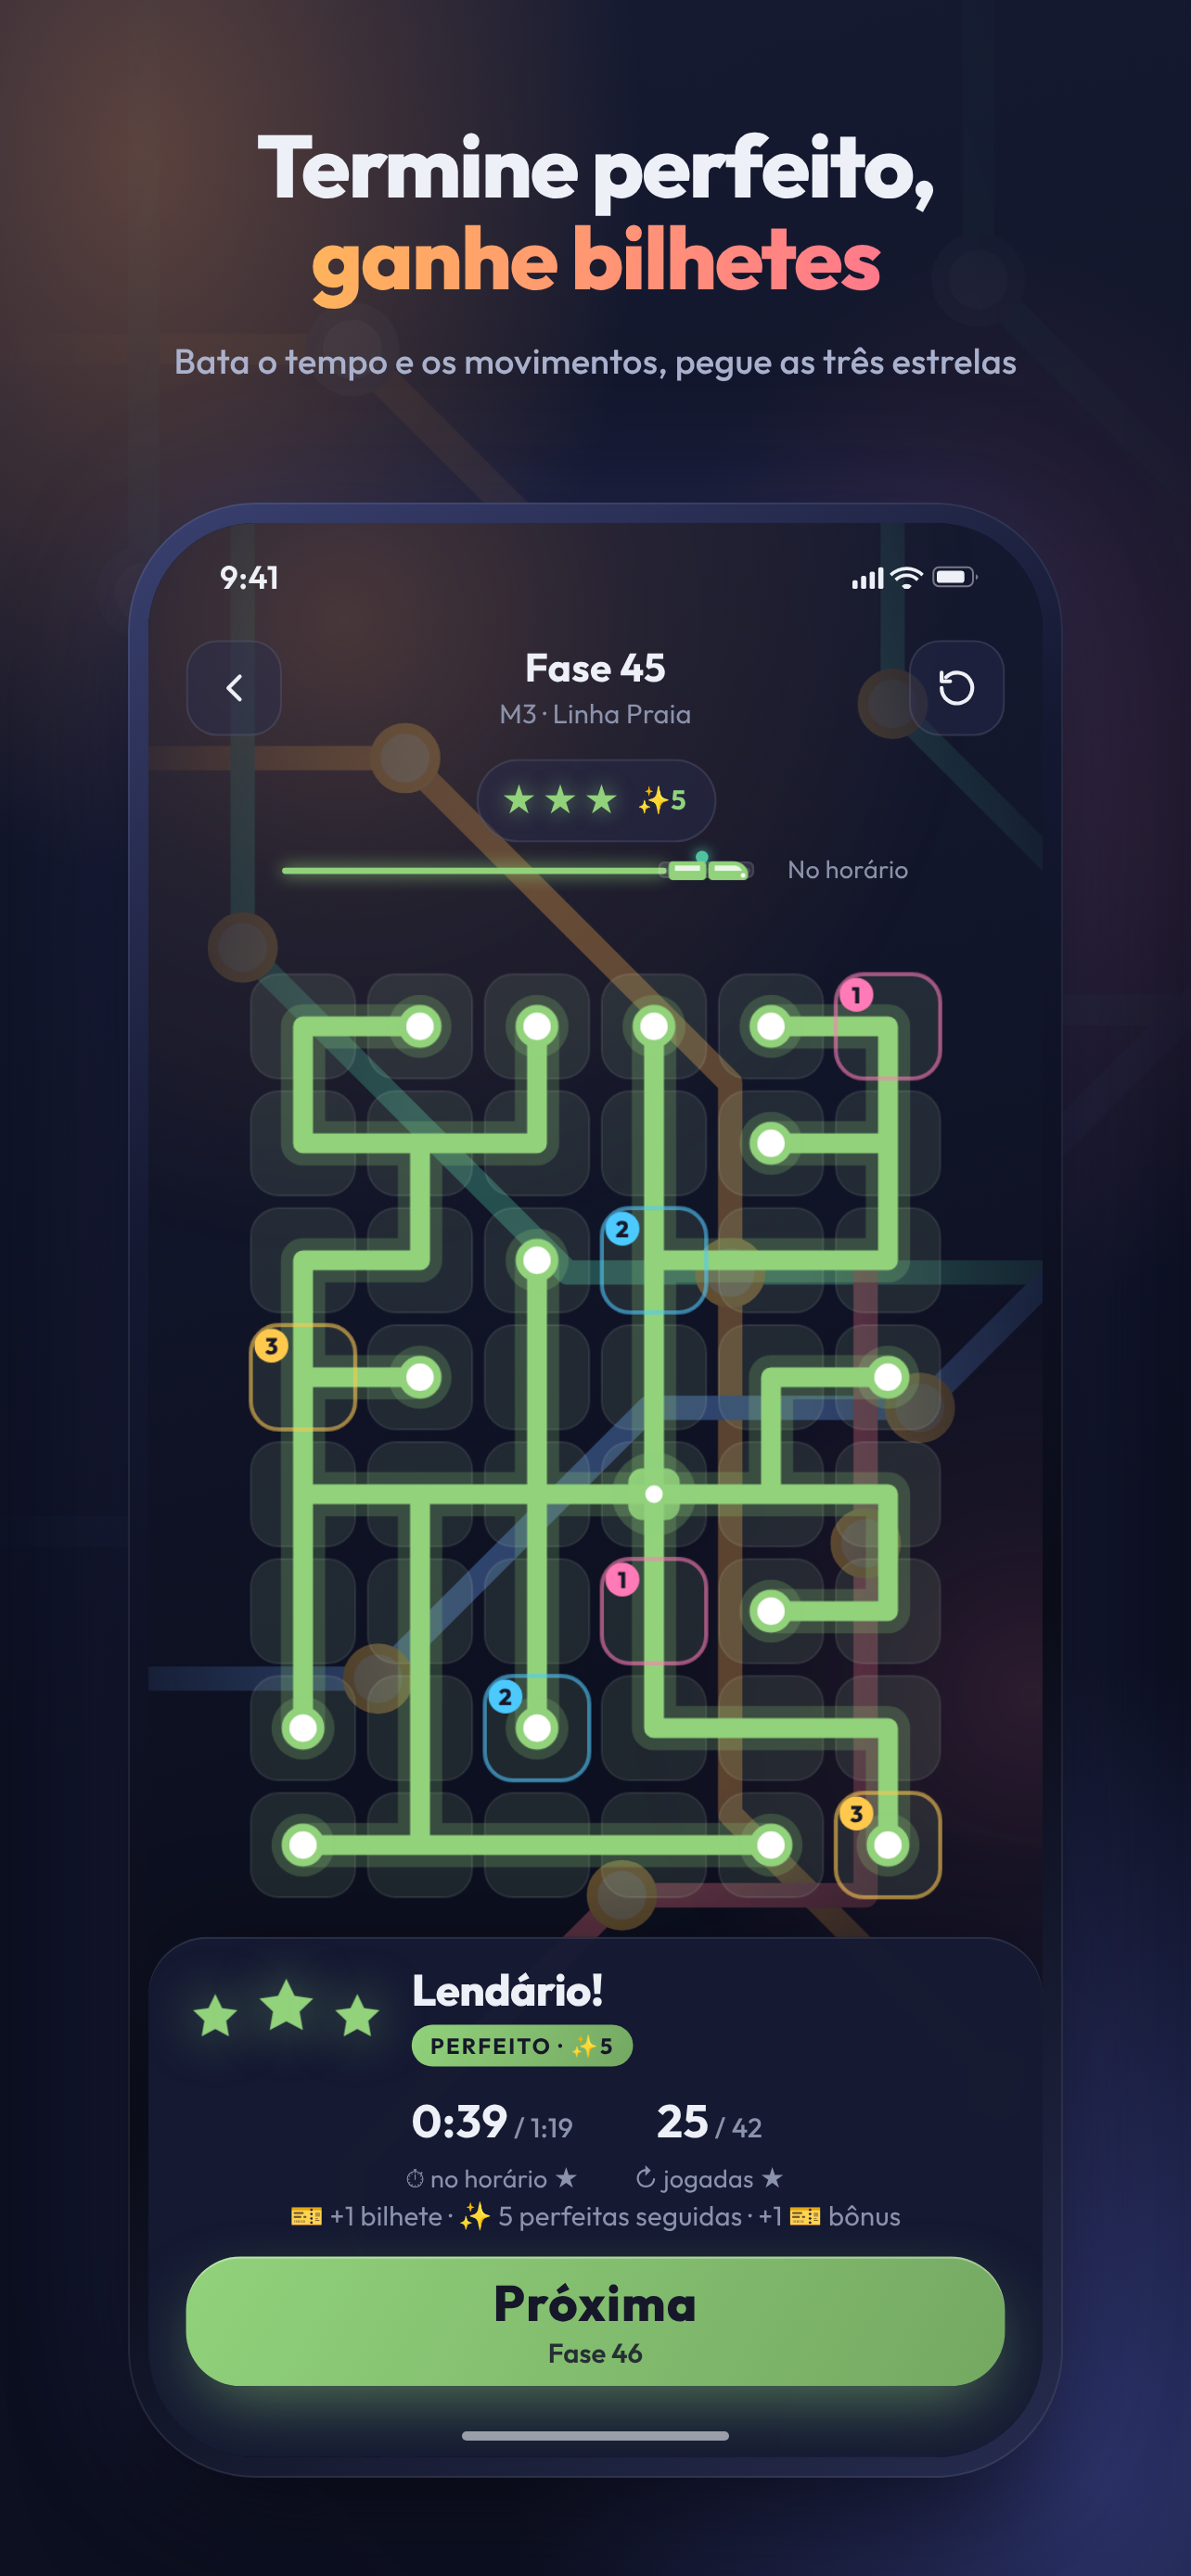 Termine perfeito,
ganhe bilhetes
Bata o tempo e os movimentos, pegue as três estrelas
9:41
Fase 45
M3 · Linha Praia
★ ★ ★ ✨5
No horário
1
2
3
1
2
3
Lendário!
PERFEITO · ✨5
0:39 / 1:19 25 / 42
⏱ no horário ★ ↻ jogadas ★
🎫 +1 bilhete · ✨ 5 perfeitas seguidas · +1 🎫 bônus
Próxima
Fase 46